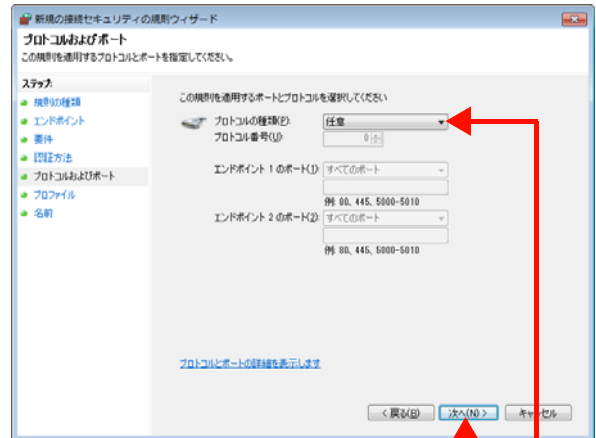 新規の接続セキュリティの規則ウィザード
プロトコルおよびポート
この規則を適用するプロトコルとポートを指定してください。
ステップ:
規則の種類
エンドポイント
要件
認証方法
プロトコルおよびポート
プロファイル
名前
この規則を適用するポートとプロトコルを選択してください
プロトコルの種類(P): 任意
プロトコル番号(U): 0
エンドポイント 1 のポート(1): すべてのポート
例: 80、445、5000-5010
エンドポイント 2 のポート(2): すべてのポート
例: 80、445、5000-5010
プロトコルとポートの詳細を表示します
< 戻る(B) 次へ(N) > キャンセル